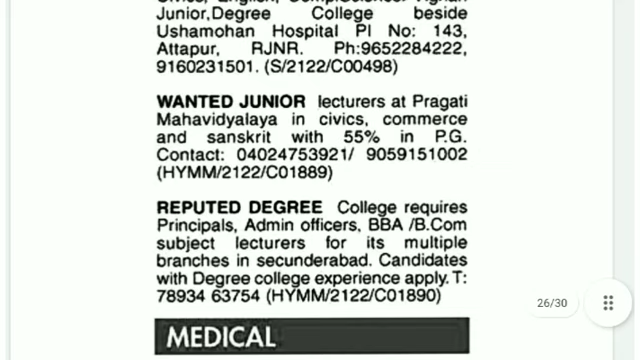 Junior,Degree College beside
Ushamohan Hospital Pl No: 143,
Attapur, RJNR. Ph:9652284222,
9160231501. (S/2122/C00498)
WANTED JUNIOR lecturers at Pragati
Mahavidyalaya in civics, commerce
and sanskrit with 55% in P.G.
Contact: 04024753921/ 9059151002
(HYMM/2122/C01889)
REPUTED DEGREE College requires
Principals, Admin officers, BBA /B.Com
subject lecturers for its multiple
branches in secunderabad. Candidates
with Degree college experience apply. T:
78934 63754 (HYMM/2122/C01890)
26/30
MEDICAL